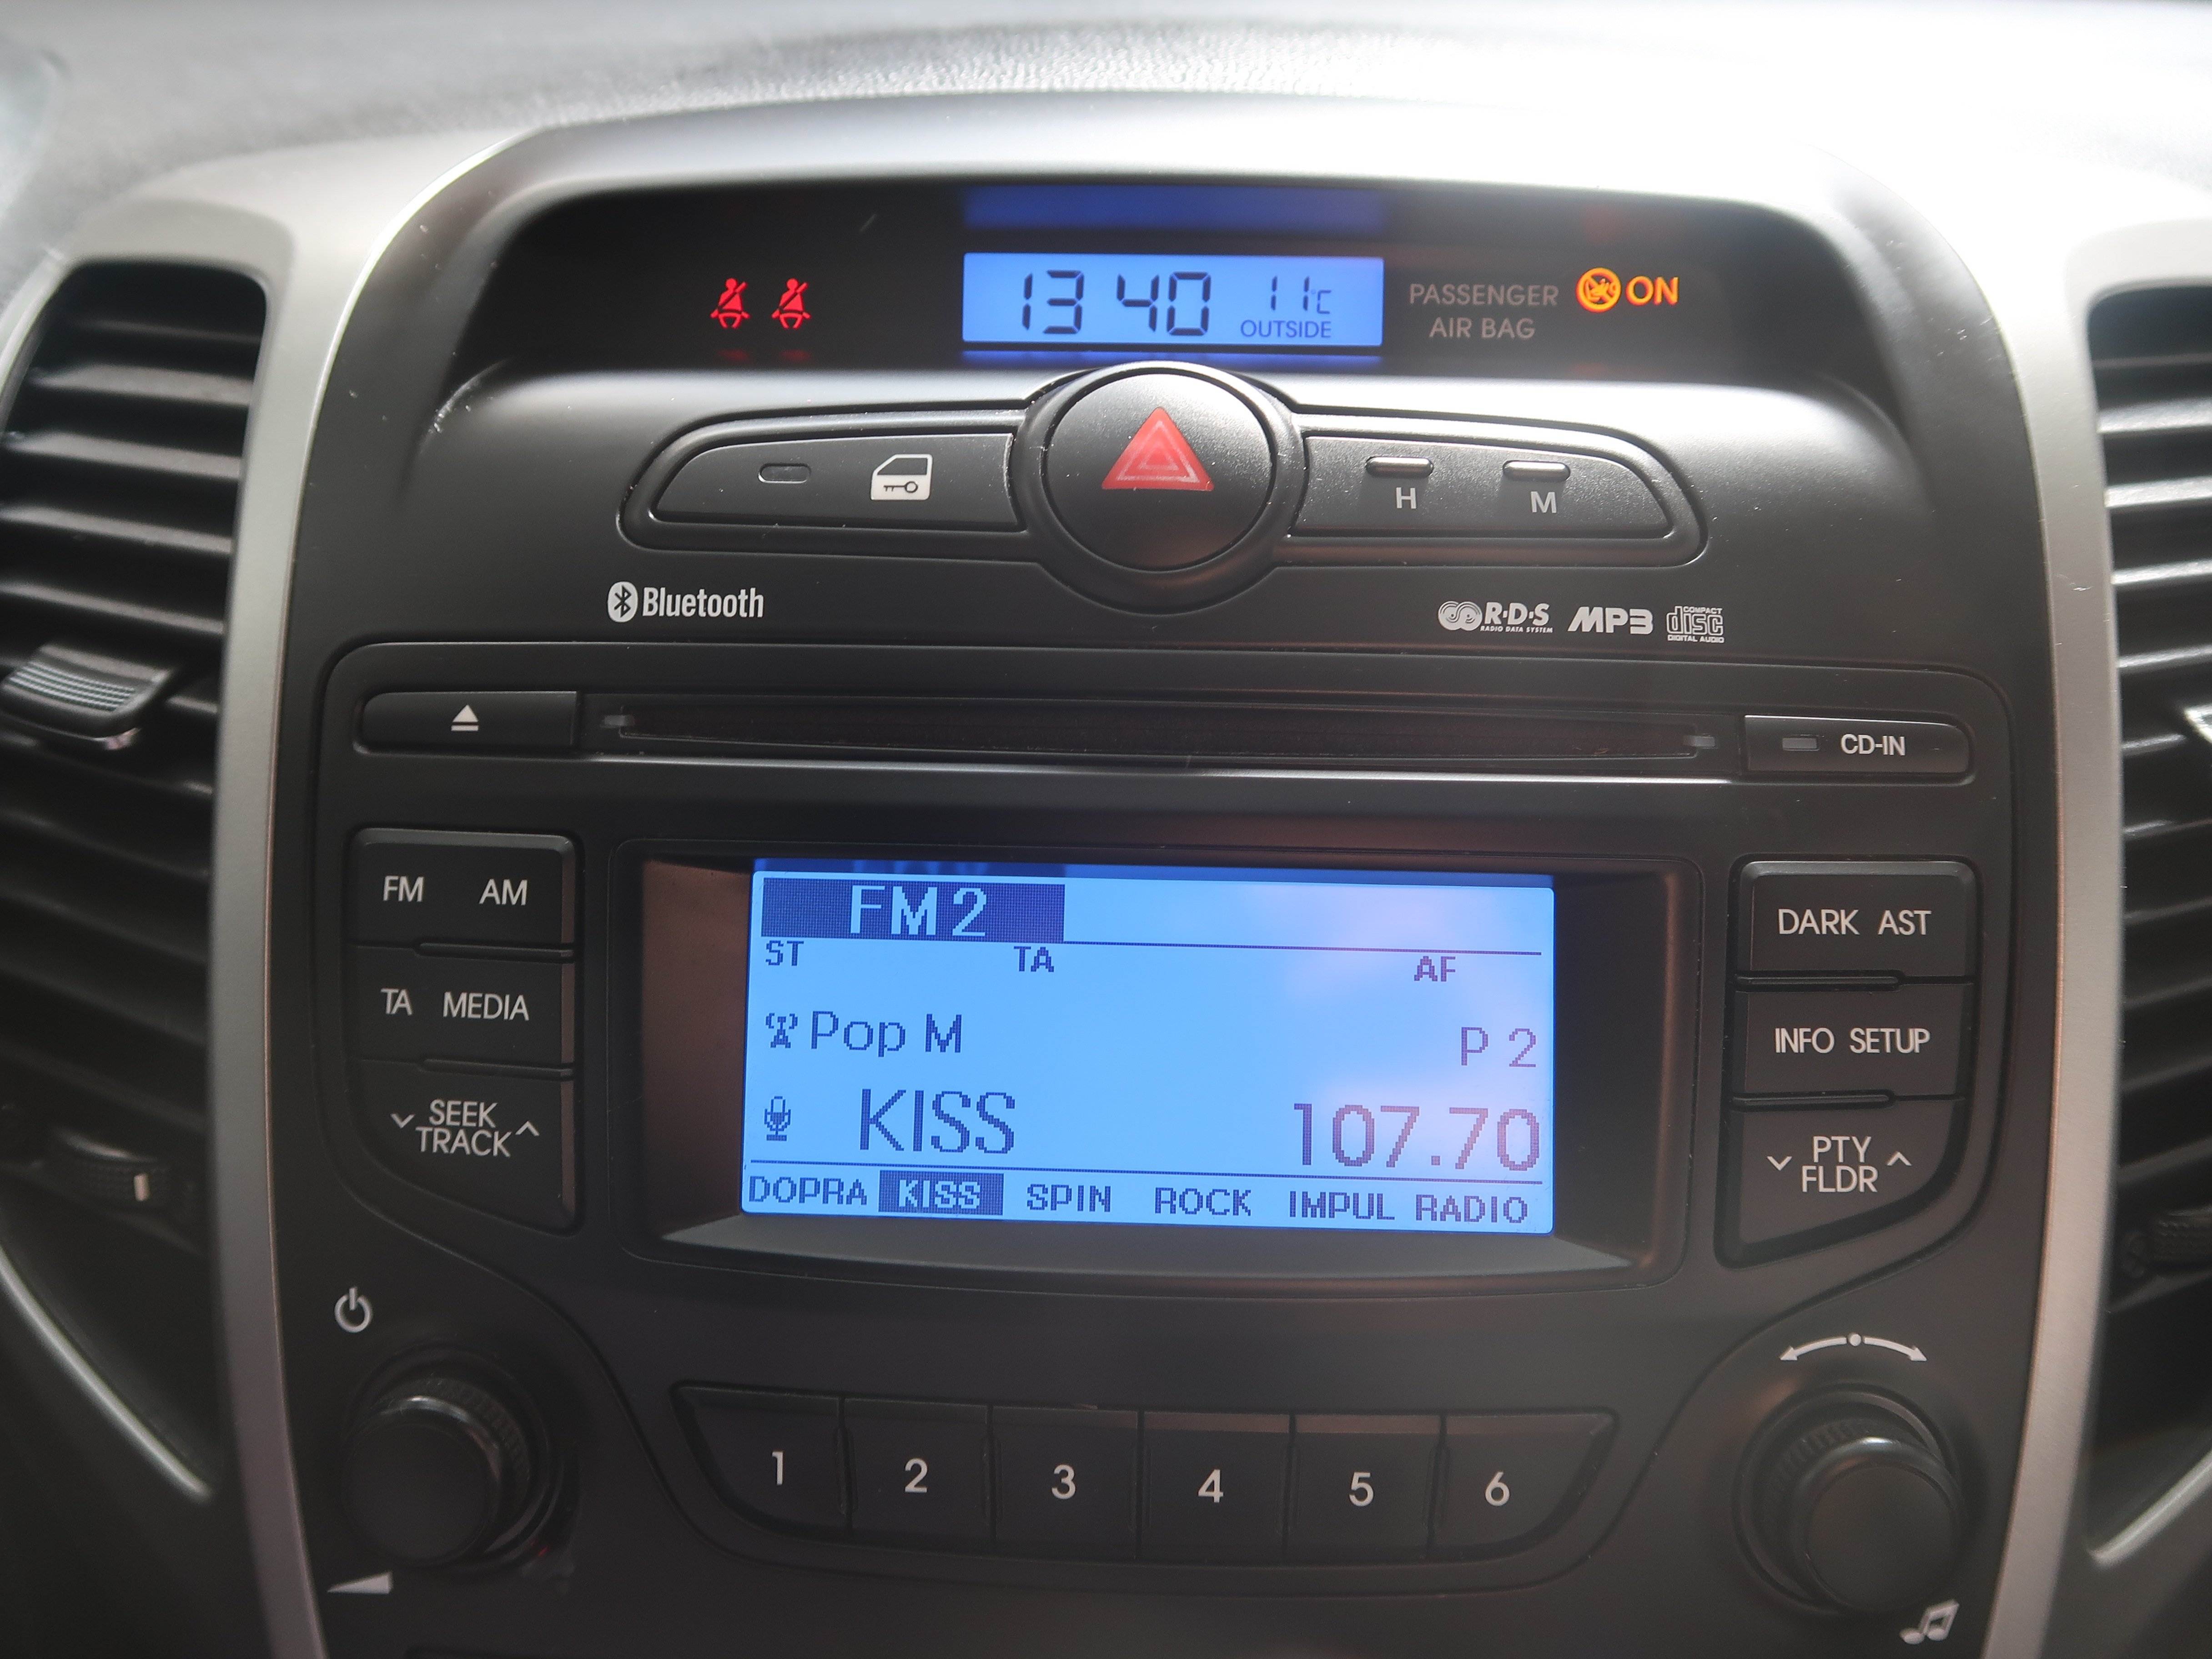 13 40 11°C
OUTSIDE
PASSENGER
AIR BAG
ON
H M
Bluetooth
R·D·S
RADIO DATA SYSTEM
MP3
COMPACT
disc
DIGITAL AUDIO
CD-IN
FM AM
TA MEDIA
SEEK
TRACK
FM2
ST TA AF
Pop M P 2
KISS 107.70
DOPRA KISS SPIN ROCK IMPUL RADIO
DARK AST
INFO SETUP
PTY
FLDR
1 2 3 4 5 6